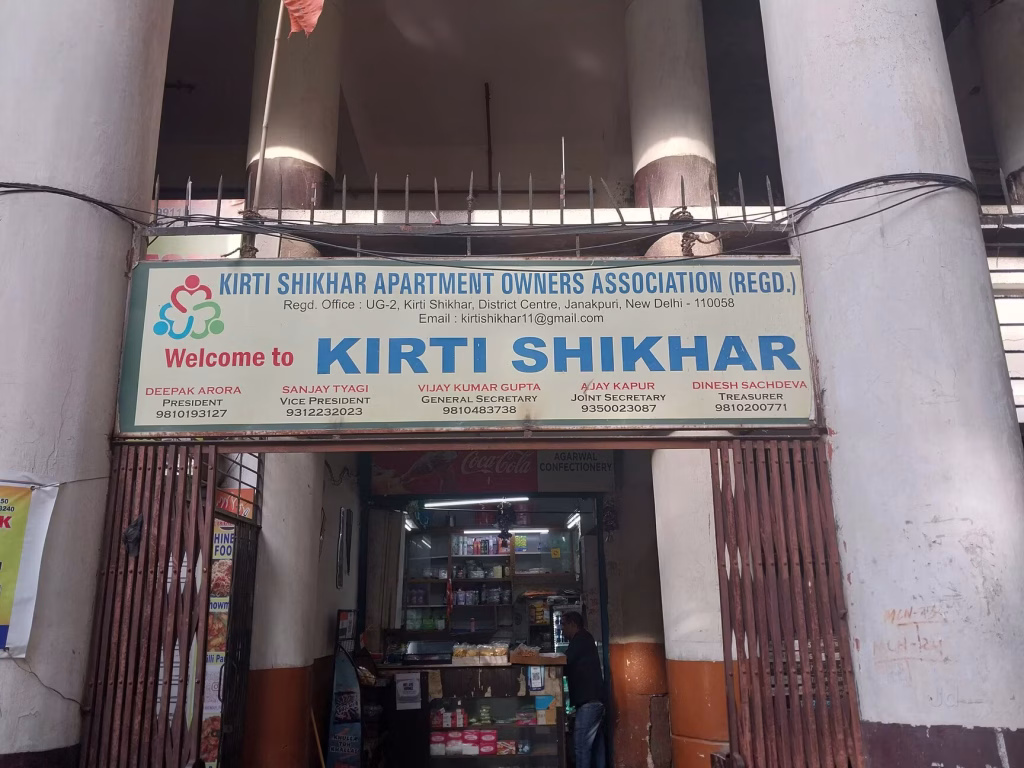 KIRTI SHIKHAR APARTMENT OWNERS ASSOCIATION (REGD.)
Regd. Office : UG-2, Kirti Shikhar, District Centre, Janakpuri, New Delhi - 110058
Email : kirtishikhar11@gmail.com
Welcome to KIRTI SHIKHAR
DEEPAK ARORA
PRESIDENT
9810193127
SANJAY TYAGI
VICE PRESIDENT
9312232023
VIJAY KUMAR GUPTA
GENERAL SECRETARY
9810483738
AJAY KAPUR
JOINT SECRETARY
9350023087
DINESH SACHDEVA
TREASURER
9810200771
Coca-Cola
AGARWAL
CONFECTIONERY